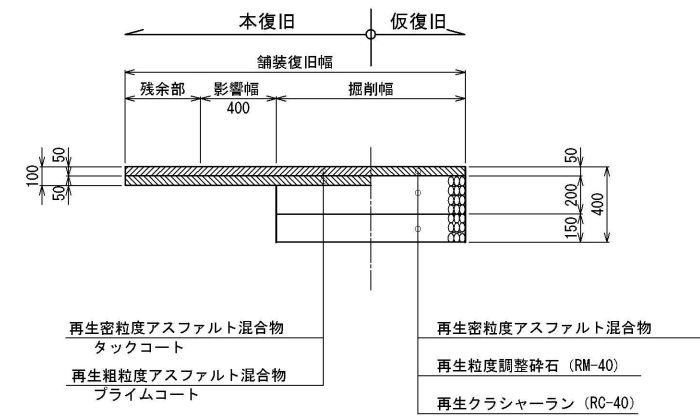 本復旧
仮復旧
舗装復旧幅
残余部
影響幅
掘削幅
400
50
100
50
50
200
400
150
再生密粒度アスファルト混合物
タックコート
再生粗粒度アスファルト混合物
プライムコート
再生密粒度アスファルト混合物
再生粒度調整砕石 (RM-40)
再生クラシャーラン (RC-40)